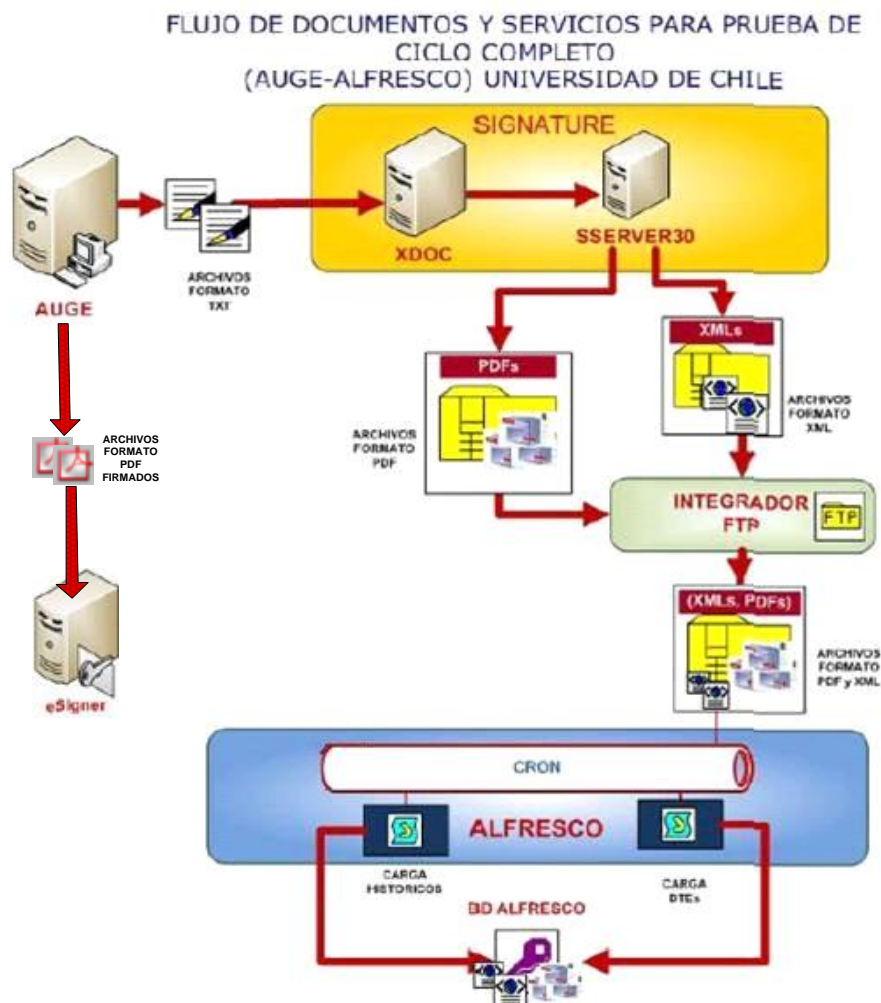 FLUJO DE DOCUMENTOS Y SERVICIOS PARA PRUEBA DE
CICLO COMPLETO
(AUGE-ALFRESCO) UNIVERSIDAD DE CHILE
SIGNATURE
XDOC
SSERVER30
AUGE
ARCHIVOS
FORMATO
TXT
PDFs
XMLs
ARCHIVOS
FORMATO
PDF
ARCHIVOS
FORMATO
XML
ARCHIVOS
FORMATO
PDF
FIRMADOS
INTEGRADOR
FTP
FTP
eSigner
(XMLs, PDFs)
ARCHIVOS
FORMATO
PDF y XML
CRON
ALFRESCO
CARGA
HISTORICOS
CARGA
DTEs
BD ALFRESCO